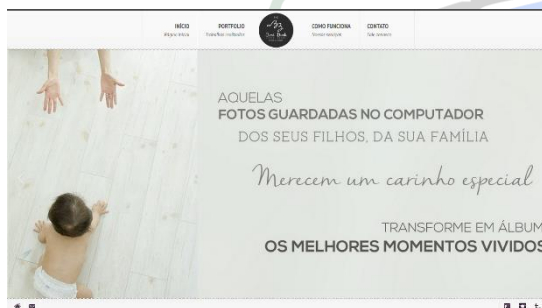 INÍCIO
PORTFOLIO
COMO FUNCIONA
CONTATO
AQUELAS
FOTOS GUARDADAS NO COMPUTADOR
DOS SEUS FILHOS, DA SUA FAMÍLIA
Merecem um carinho especial
TRANSFORME EM ÁLBUM
OS MELHORES MOMENTOS VIVIDOS